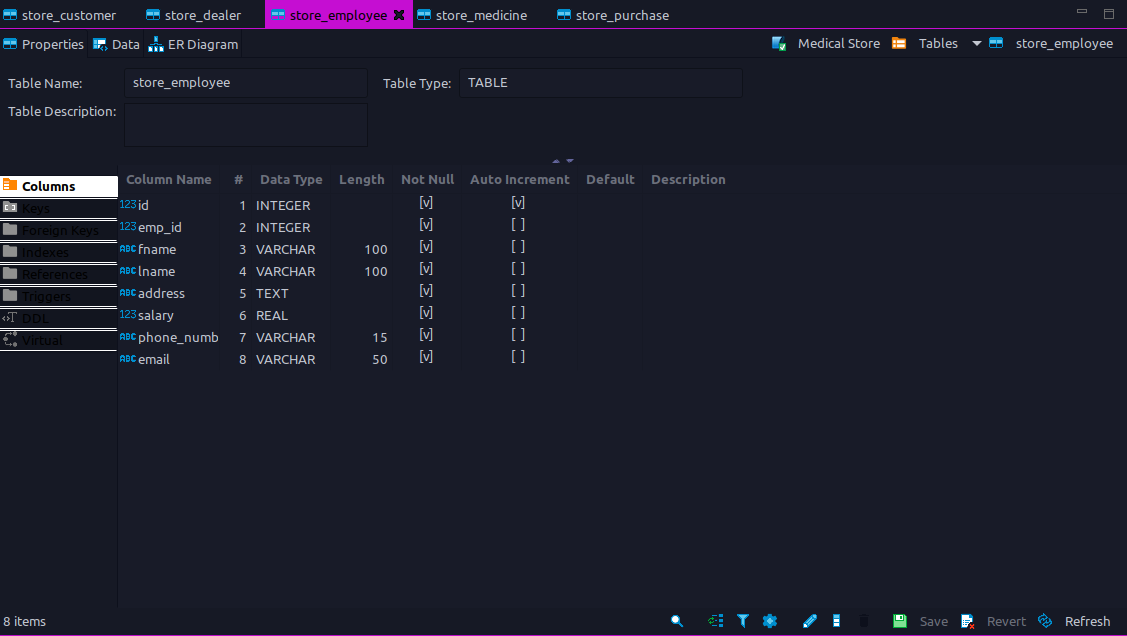 store_customer store_dealer store_employee store_medicine store_purchase
Properties Data ER Diagram Medical Store Tables store_employee
Table Name: store_employee Table Type: TABLE
Table Description:
Column Name # Data Type Length Not Null Auto Increment Default Description
Columns
Keys
Foreign Keys
Indexes
References
Triggers
DDL
Virtual
123 id 1 INTEGER [v] [v]
123 emp_id 2 INTEGER [v] [ ]
ABC fname 3 VARCHAR 100 [v] [ ]
ABC lname 4 VARCHAR 100 [v] [ ]
ABC address 5 TEXT [v] [ ]
123 salary 6 REAL [v] [ ]
ABC phone_numb 7 VARCHAR 15 [v] [ ]
ABC email 8 VARCHAR 50 [v] [ ]
8 items Save Revert Refresh